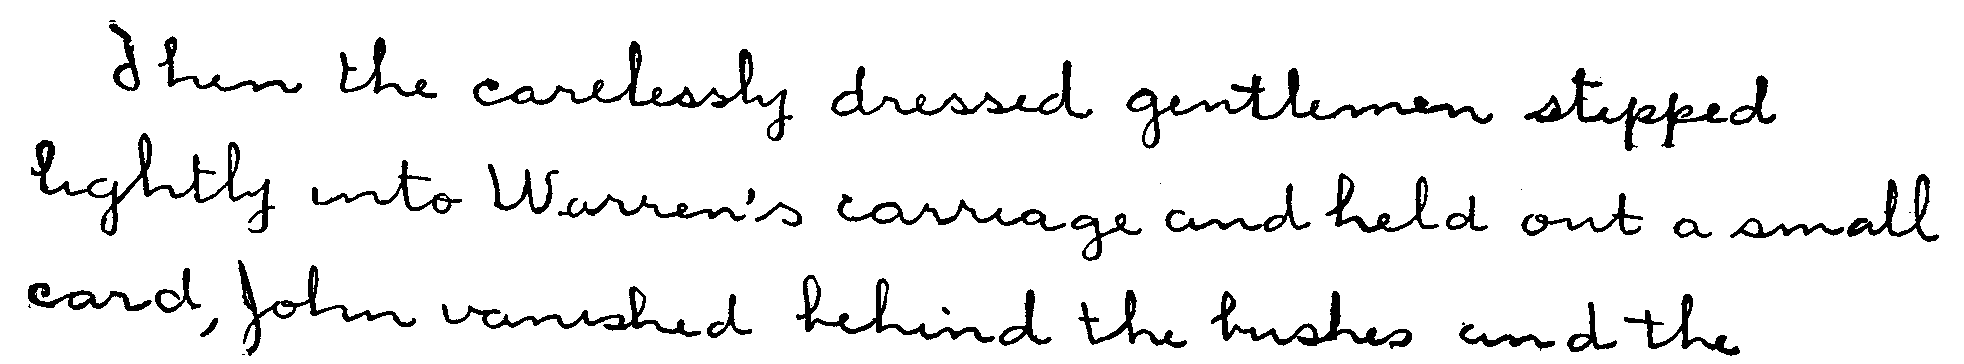 Then the carelessly dressed gentlemen stepped
lightly into Warren's carriage and held out a small
card, John vanished behind the bushes and the